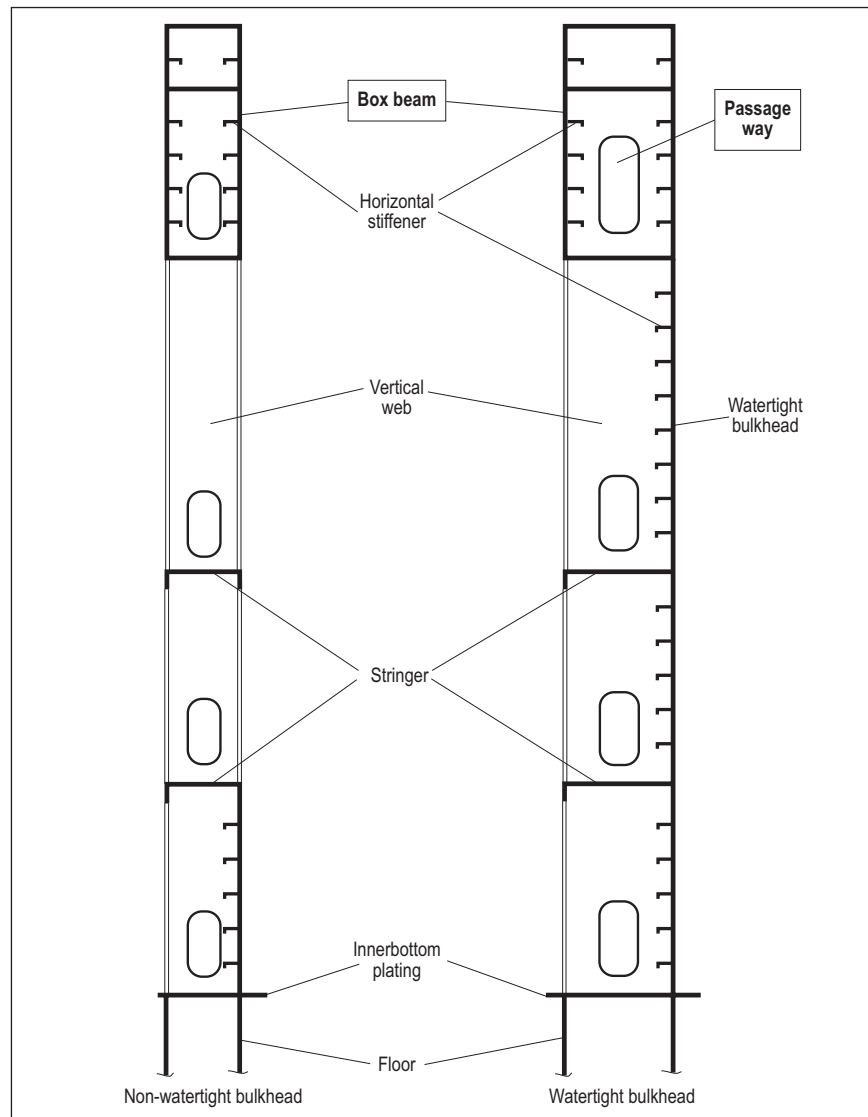 Box beam
Passage
way
Horizontal
stiffener
Vertical
web
Watertight
bulkhead
Stringer
Innerbottom
plating
Floor
Non-watertight bulkhead
Watertight bulkhead